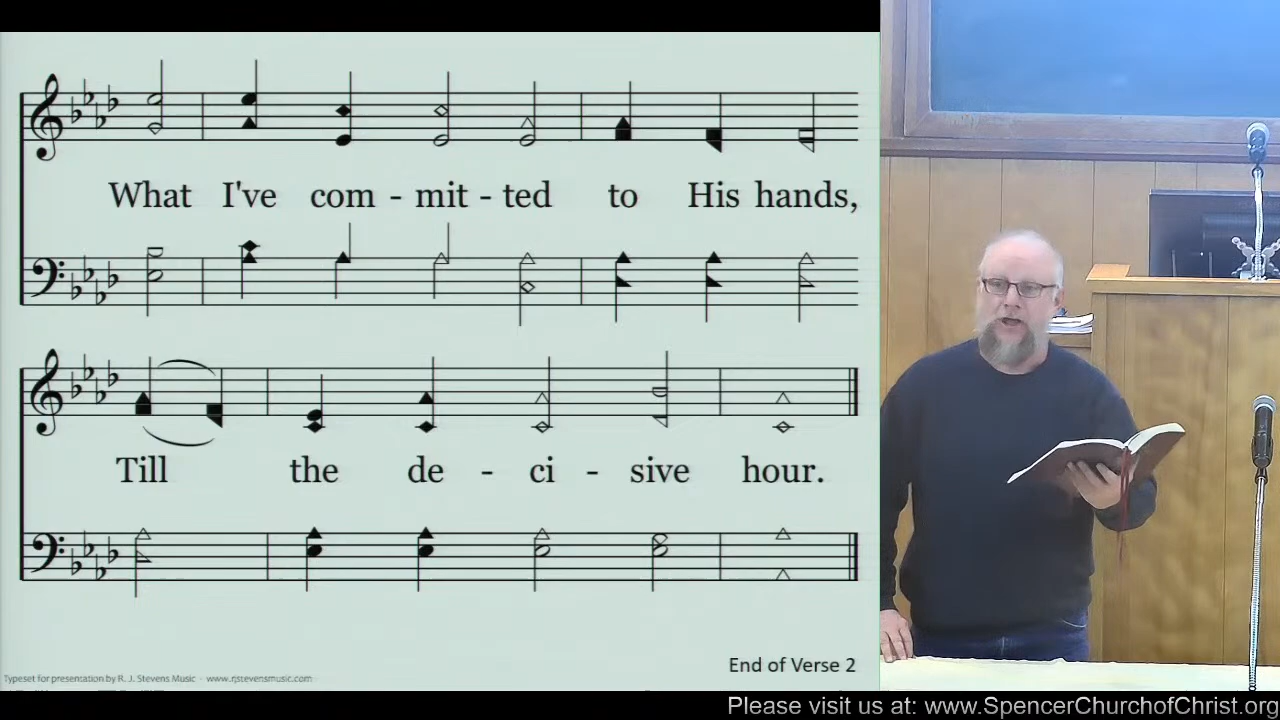 What I've com - mit - ted to His hands,
Till the de - ci - sive hour.
End of Verse 2
Typeset for presentation by R. J. Stevens Music - www.rjstevensmusic.com
Please visit us at: www.SpencerChurchofChrist.org